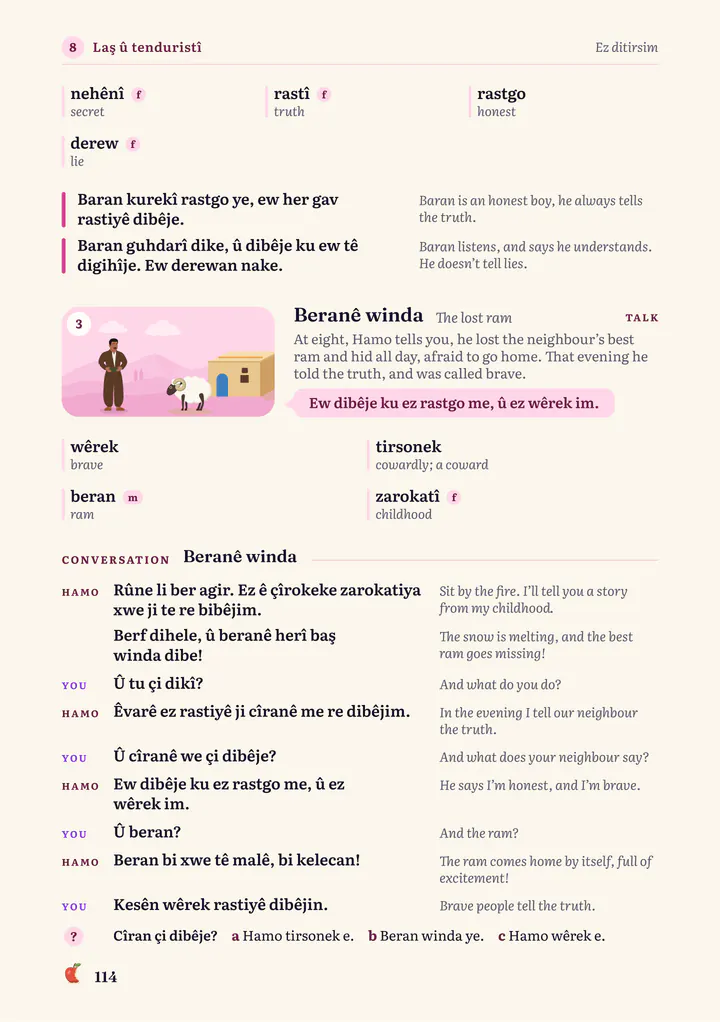 8 Laş û tenduristî
Ez ditirsim
nehênî f
secret
rastî f
truth
rastgo
honest
derew f
lie
Baran kurekî rastgo ye, ew her gav
rastiyê dibêje.
Baran is an honest boy, he always tells
the truth.
Baran guhdarî dike, û dibêje ku ew tê
digihîje. Ew derewan nake.
Baran listens, and says he understands.
He doesn’t tell lies.
3
Beranê winda The lost ram TALK
At eight, Hamo tells you, he lost the neighbour’s best
ram and hid all day, afraid to go home. That evening he
told the truth, and was called brave.
Ew dibêje ku ez rastgo me, û ez wêrek im.
wêrek
brave
tirsonek
cowardly; a coward
beran m
ram
zarokatî f
childhood
CONVERSATION Beranê winda
HAMO Rûne li ber agir. Ez ê çîrokeke zarokatiya
xwe ji te re bibêjim.
Sit by the fire. I’ll tell you a story
from my childhood.
Berf dihele, û beranê herî baş
winda dibe!
The snow is melting, and the best
ram goes missing!
YOU Û tu çi dikî?
And what do you do?
HAMO Êvarê ez rastiyê ji cîranê me re dibêjim.
In the evening I tell our neighbour
the truth.
YOU Û cîranê we çi dibêje?
And what does your neighbour say?
HAMO Ew dibêje ku ez rastgo me, û ez
wêrek im.
He says I’m honest, and I’m brave.
YOU Û beran?
And the ram?
HAMO Beran bi xwe tê malê, bi kelecan!
The ram comes home by itself, full of
excitement!
YOU Kesên wêrek rastiyê dibêjin.
Brave people tell the truth.
? Cîran çi dibêje? a Hamo tirsonek e. b Beran winda ye. c Hamo wêrek e.
114